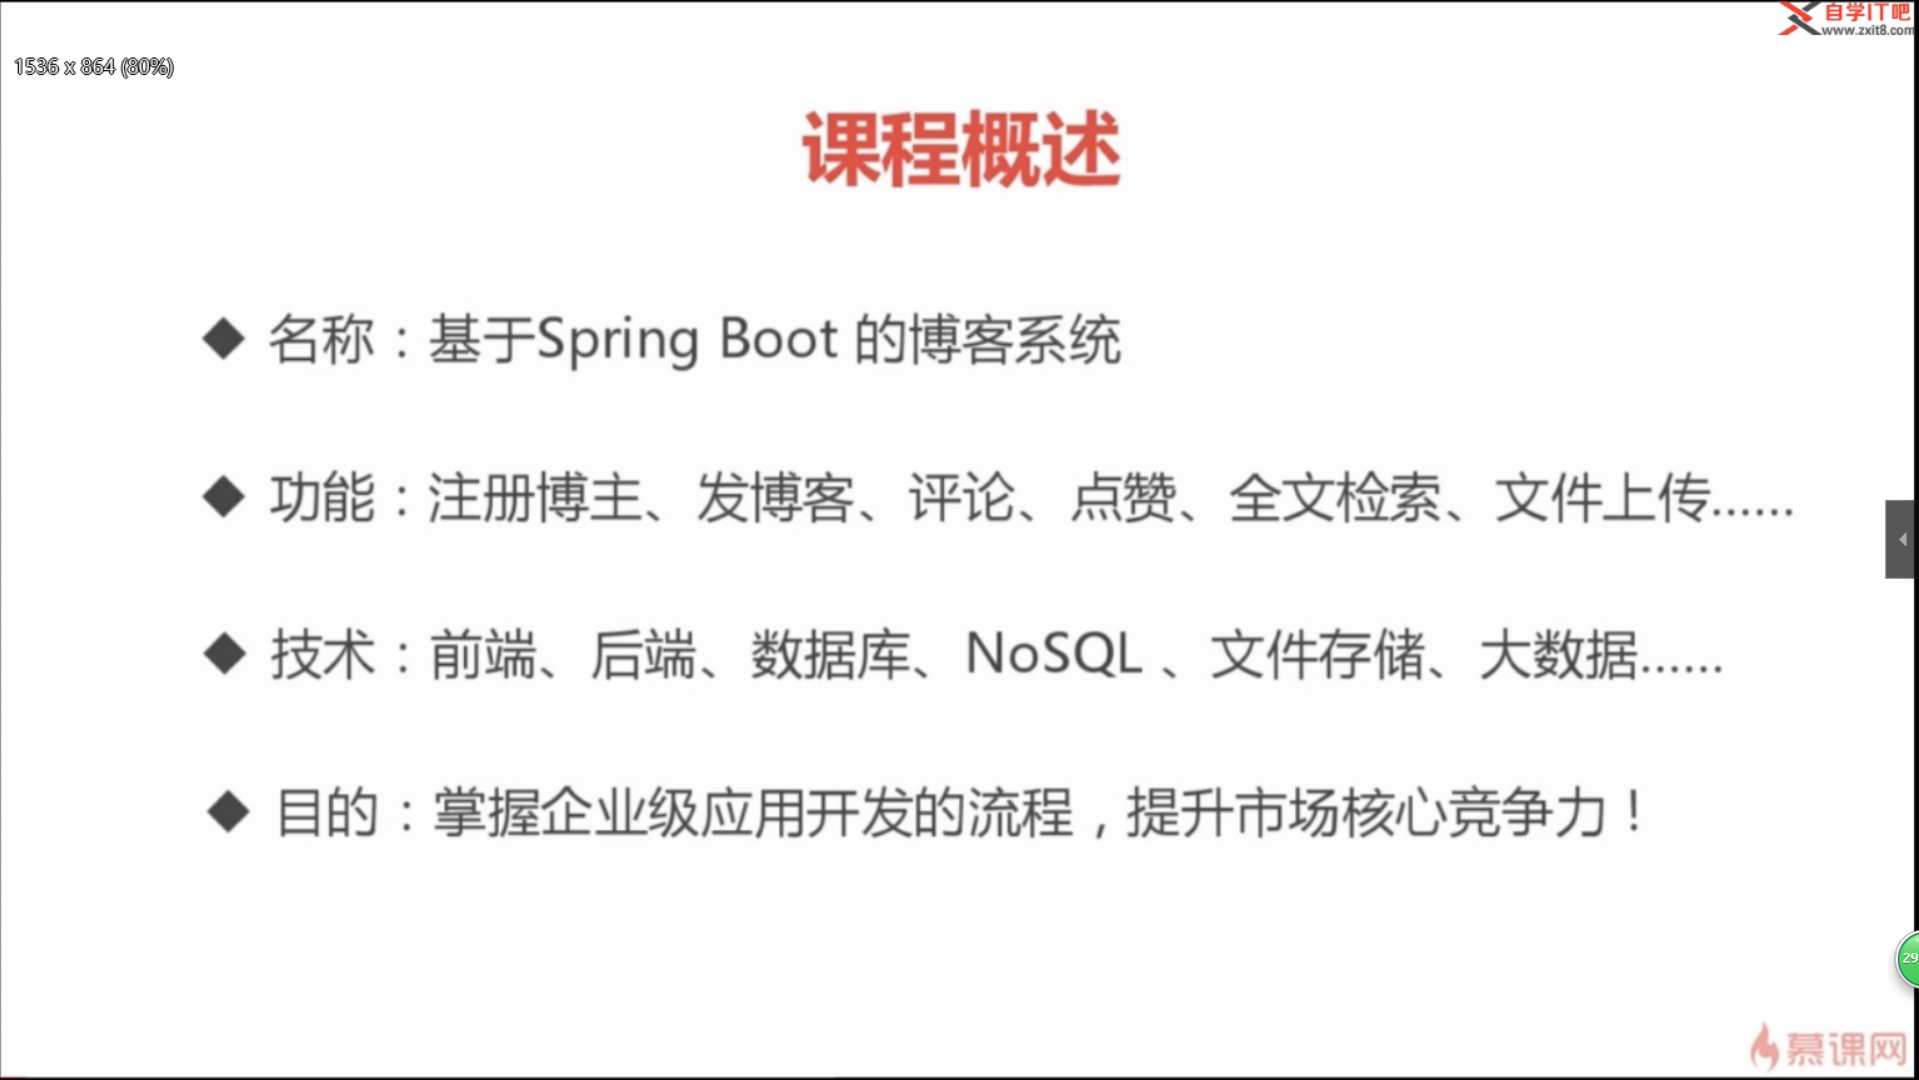 自学IT吧
www.zxit8.com
1536 x 864 (80%)
课程概述
◆ 名称：基于Spring Boot 的博客系统
◆ 功能：注册博主、发博客、评论、点赞、全文检索、文件上传……
◆ 技术：前端、后端、数据库、NoSQL 、文件存储、大数据……
◆ 目的：掌握企业级应用开发的流程，提升市场核心竞争力！
29
慕课网